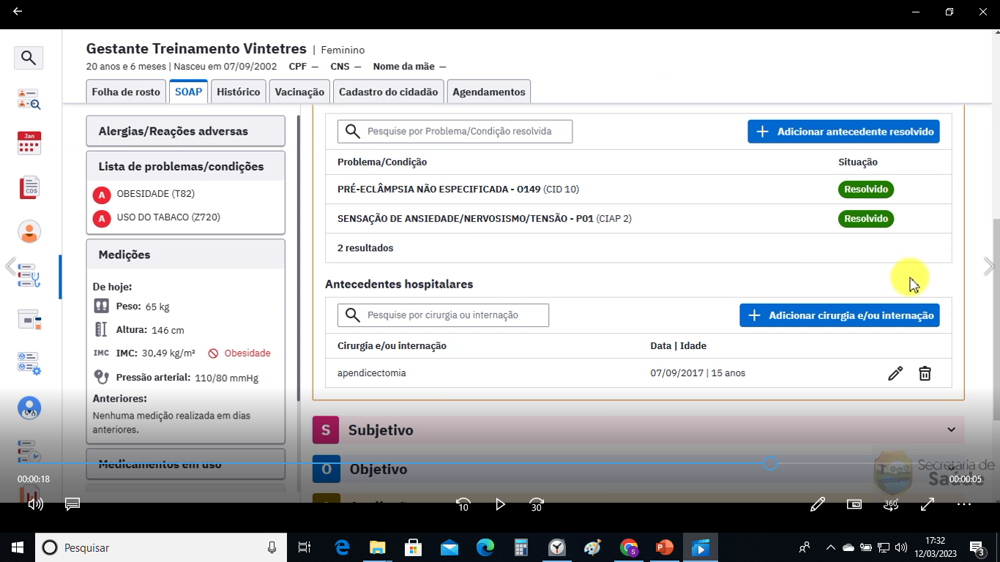 Gestante Treinamento Vintetres | Feminino
20 anos e 6 meses | Nasceu em 07/09/2002 CPF — CNS — Nome da mãe —
Folha de rosto SOAP Histórico Vacinação Cadastro do cidadão Agendamentos
Jan
CDS
Alergias/Reações adversas
Lista de problemas/condições
A OBESIDADE (T82)
A USO DO TABACO (Z720)
Medições
De hoje:
Peso: 65 kg
Altura: 146 cm
IMC IMC: 30,49 kg/m² Obesidade
Pressão arterial: 110/80 mmHg
Anteriores:
Nenhuma medição realizada em dias
anteriores.
Medicamentos em uso
Pesquise por Problema/Condição resolvida
+ Adicionar antecedente resolvido
Problema/Condição Situação
PRÉ-ECLÂMPSIA NÃO ESPECIFICADA - O149 (CID 10) Resolvido
SENSAÇÃO DE ANSIEDADE/NERVOSISMO/TENSÃO - P01 (CIAP 2) Resolvido
2 resultados
Antecedentes hospitalares
Pesquise por cirurgia ou internação
+ Adicionar cirurgia e/ou internação
Cirurgia e/ou internação Data | Idade
apendicectomia 07/09/2017 | 15 anos
S Subjetivo
O Objetivo
Secretaria de
Saúde
00:00:18 00:00:05
10 30 360°
Pesquisar
17:32
12/03/2023
3